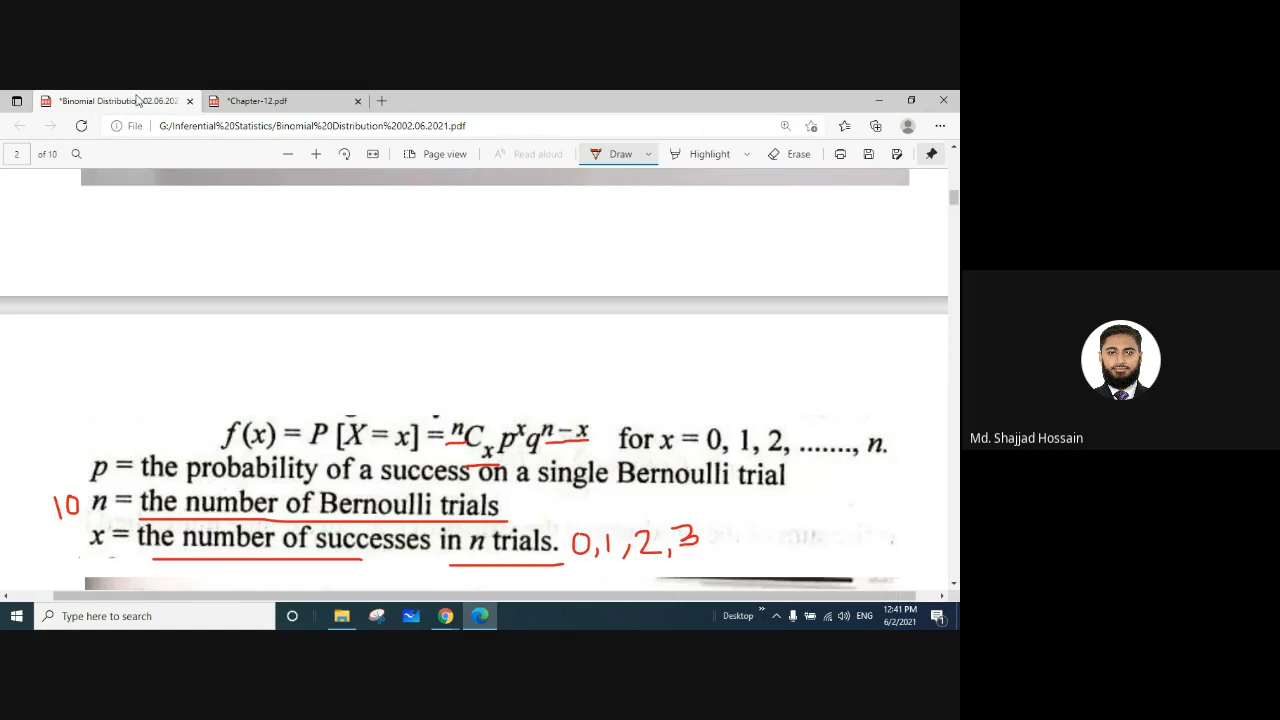 *Binomial Distribution 02.06.202
*Chapter-12.pdf
File G:/Inferential%20Statistics/Binomial%20Distribution%2002.06.2021.pdf
2 of 10 Page view Read aloud Draw Highlight Erase
f(x) = P [X = x] = ⁿCₓ pˣqⁿ⁻ˣ for x = 0, 1, 2, ......., n.
p = the probability of a success on a single Bernoulli trial
10 n = the number of Bernoulli trials
x = the number of successes in n trials. 0,1,2,3
Md. Shajjad Hossain
Type here to search
Desktop ENG
12:41 PM
6/2/2021
1